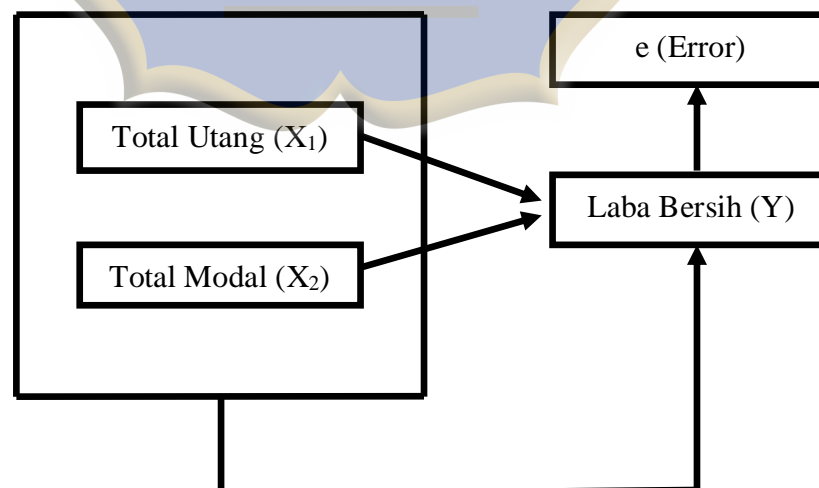 e (Error)
Total Utang (X₁)
Laba Bersih (Y)
Total Modal (X₂)